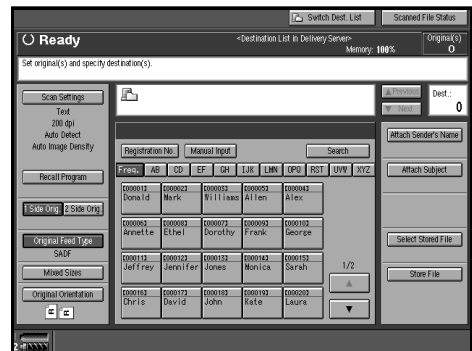 Switch Dest. List
Scanned File Status
Ready
<Destination List in Delivery Server>
Memory: 100%
Original(s)
0
Set original(s) and specify destination(s).
Scan Settings
Text
200 dpi
Auto Detect
Auto Image Density
Recall Program
1 Side Orig. 2 Side Orig.
Original Feed Type
SADF
Mixed Sizes
Original Orientation
▲ Previous
▼ Next
Dest.:
0
Registration No.
Manual Input
Search
Freq. AB CD EF GH IJK LMN OPQ RST UVW XYZ
[00001] [00002] [00003] [00005] [00004]
Donald Mark Williams Allen Alex
[00006] [00008] [00007] [00009] [00010]
Annette Ethel Dorothy Frank George
[00011] [00012] [00014] [00013] [00015]
Jeffrey Jennifer Jones Monica Sarah
[00016] [00017] [00018] [00019] [00020]
Chris David John Kate Laura
1/2
▲
▼
Attach Sender's Name
Attach Subject
Select Stored File
Store File